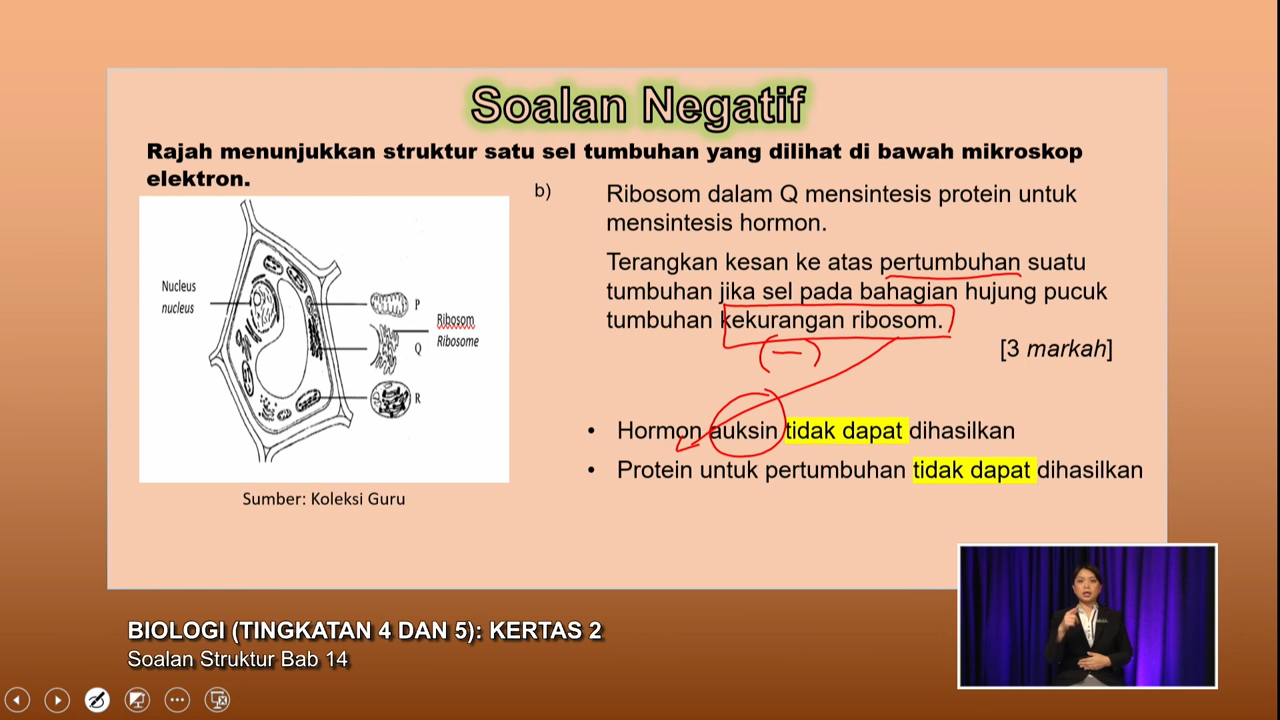 Soalan Negatif
Rajah menunjukkan struktur satu sel tumbuhan yang dilihat di bawah mikroskop
elektron.
Nucleus
nucleus
P
Ribosom
Ribosome
Q
R
Sumber: Koleksi Guru
b)
Ribosom dalam Q mensintesis protein untuk
mensintesis hormon.
Terangkan kesan ke atas pertumbuhan suatu
tumbuhan jika sel pada bahagian hujung pucuk
tumbuhan kekurangan ribosom.
(—)
[3 markah]
• Hormon auksin tidak dapat dihasilkan
• Protein untuk pertumbuhan tidak dapat dihasilkan
BIOLOGI (TINGKATAN 4 DAN 5): KERTAS 2
Soalan Struktur Bab 14